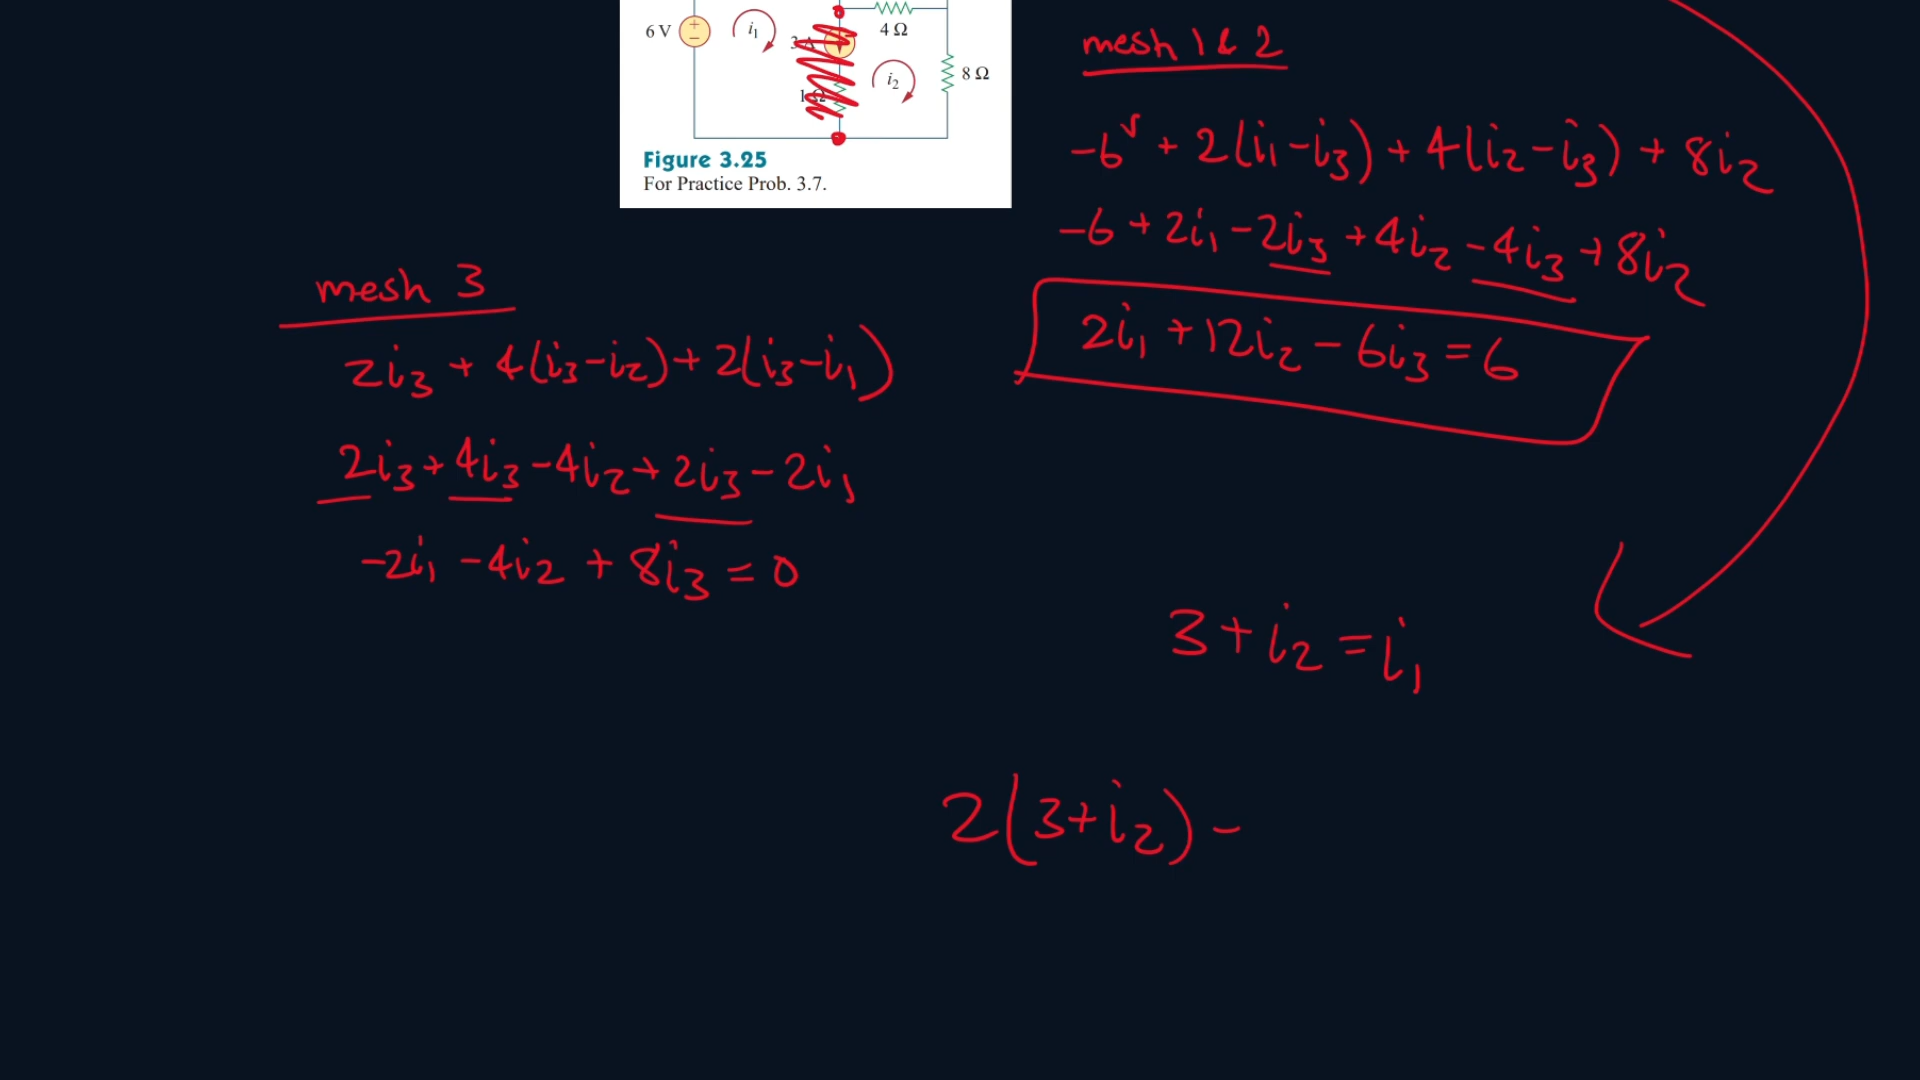 6 V
+
−
i₁
4 Ω
i₂
8 Ω
Figure 3.25
For Practice Prob. 3.7.
mesh 1 & 2
-6ᵛ + 2(i₁-i₃) + 4(i₂-i₃) + 8i₂
-6 + 2i₁ - 2i₃ + 4i₂ - 4i₃ + 8i₂
2i₁ + 12i₂ - 6i₃ = 6
mesh 3
2i₃ + 4(i₃-i₂) + 2(i₃-i₁)
2i₃ + 4i₃ - 4i₂ + 2i₃ - 2i₁
-2i₁ - 4i₂ + 8i₃ = 0
3 + i₂ = i₁
2(3+i₂) -